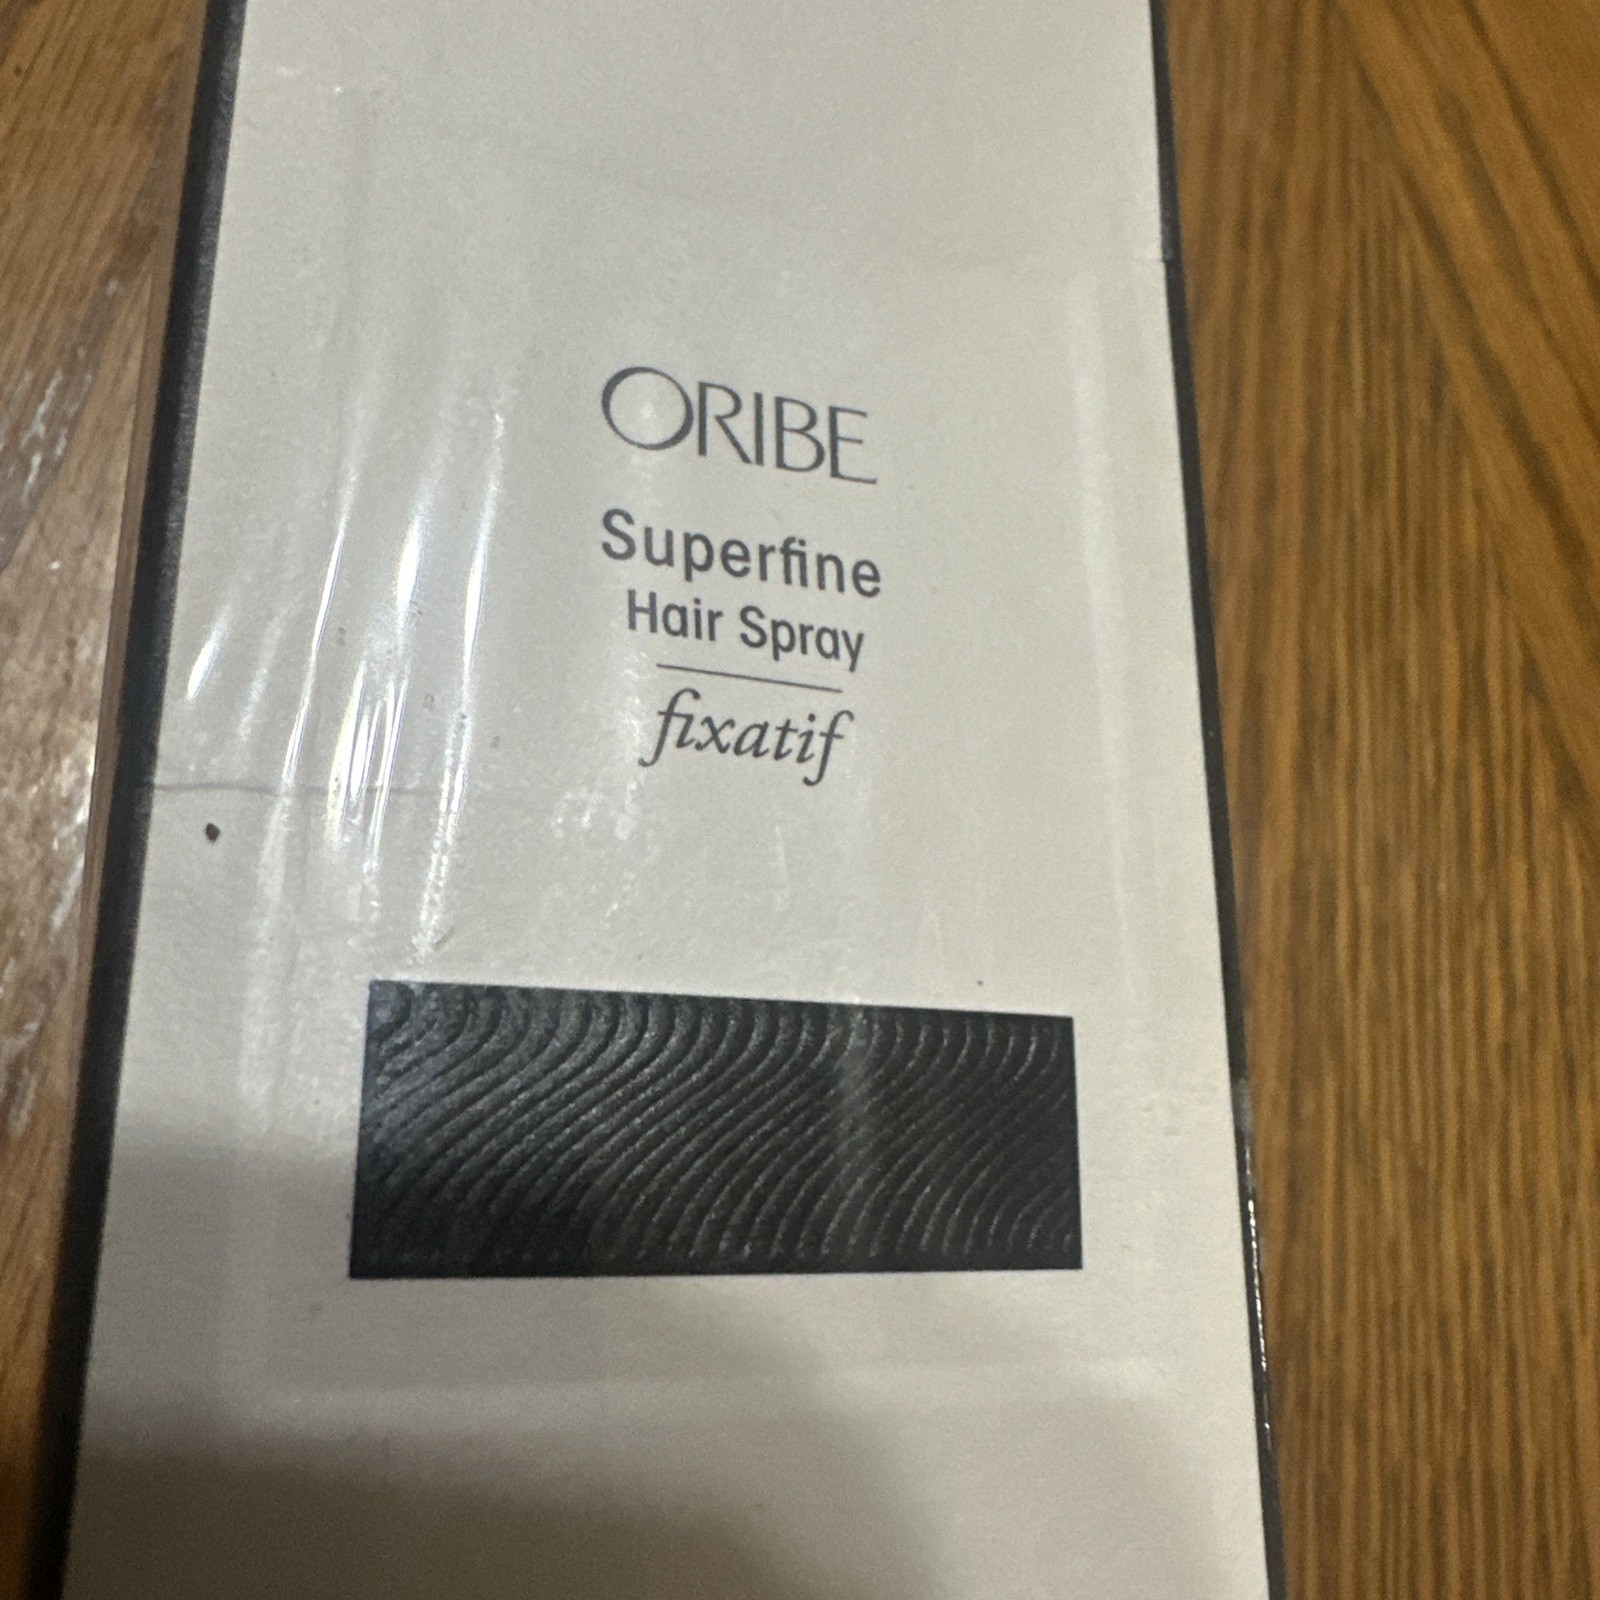 ORIBE
Superfine
Hair Spray
fixatif